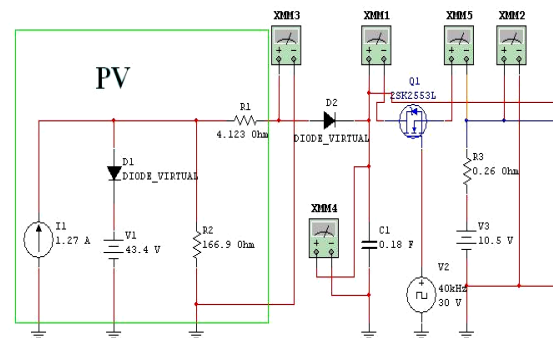 XMM3
XMM1
XMM5
XMM2
PV
Q1
2SK2553L
R1
4.123 Ohm
D2
DIODE_VIRTUAL
D1
DIODE_VIRTUAL
R3
0.26 Ohm
XMM4
I1
1.27 A
V1
43.4 V
R2
166.9 Ohm
C1
0.18 F
V3
10.5 V
V2
40kHz
30 V